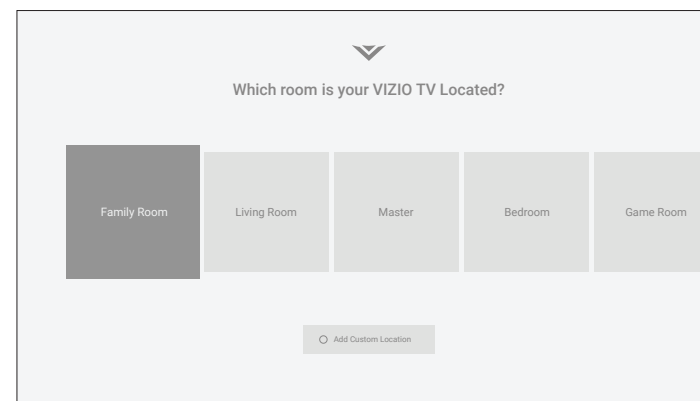 Which room is your VIZIO TV Located?
Family Room
Living Room
Master
Bedroom
Game Room
Add Custom Location